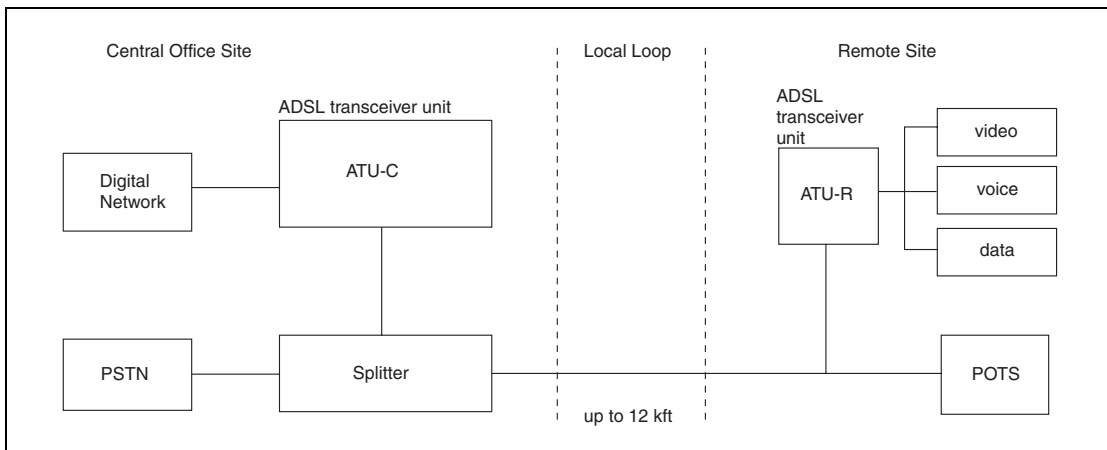 Central Office Site
Local Loop
Remote Site
ADSL transceiver unit
ATU-C
Digital
Network
PSTN
Splitter
up to 12 kft
ADSL
transceiver
unit
ATU-R
video
voice
data
POTS